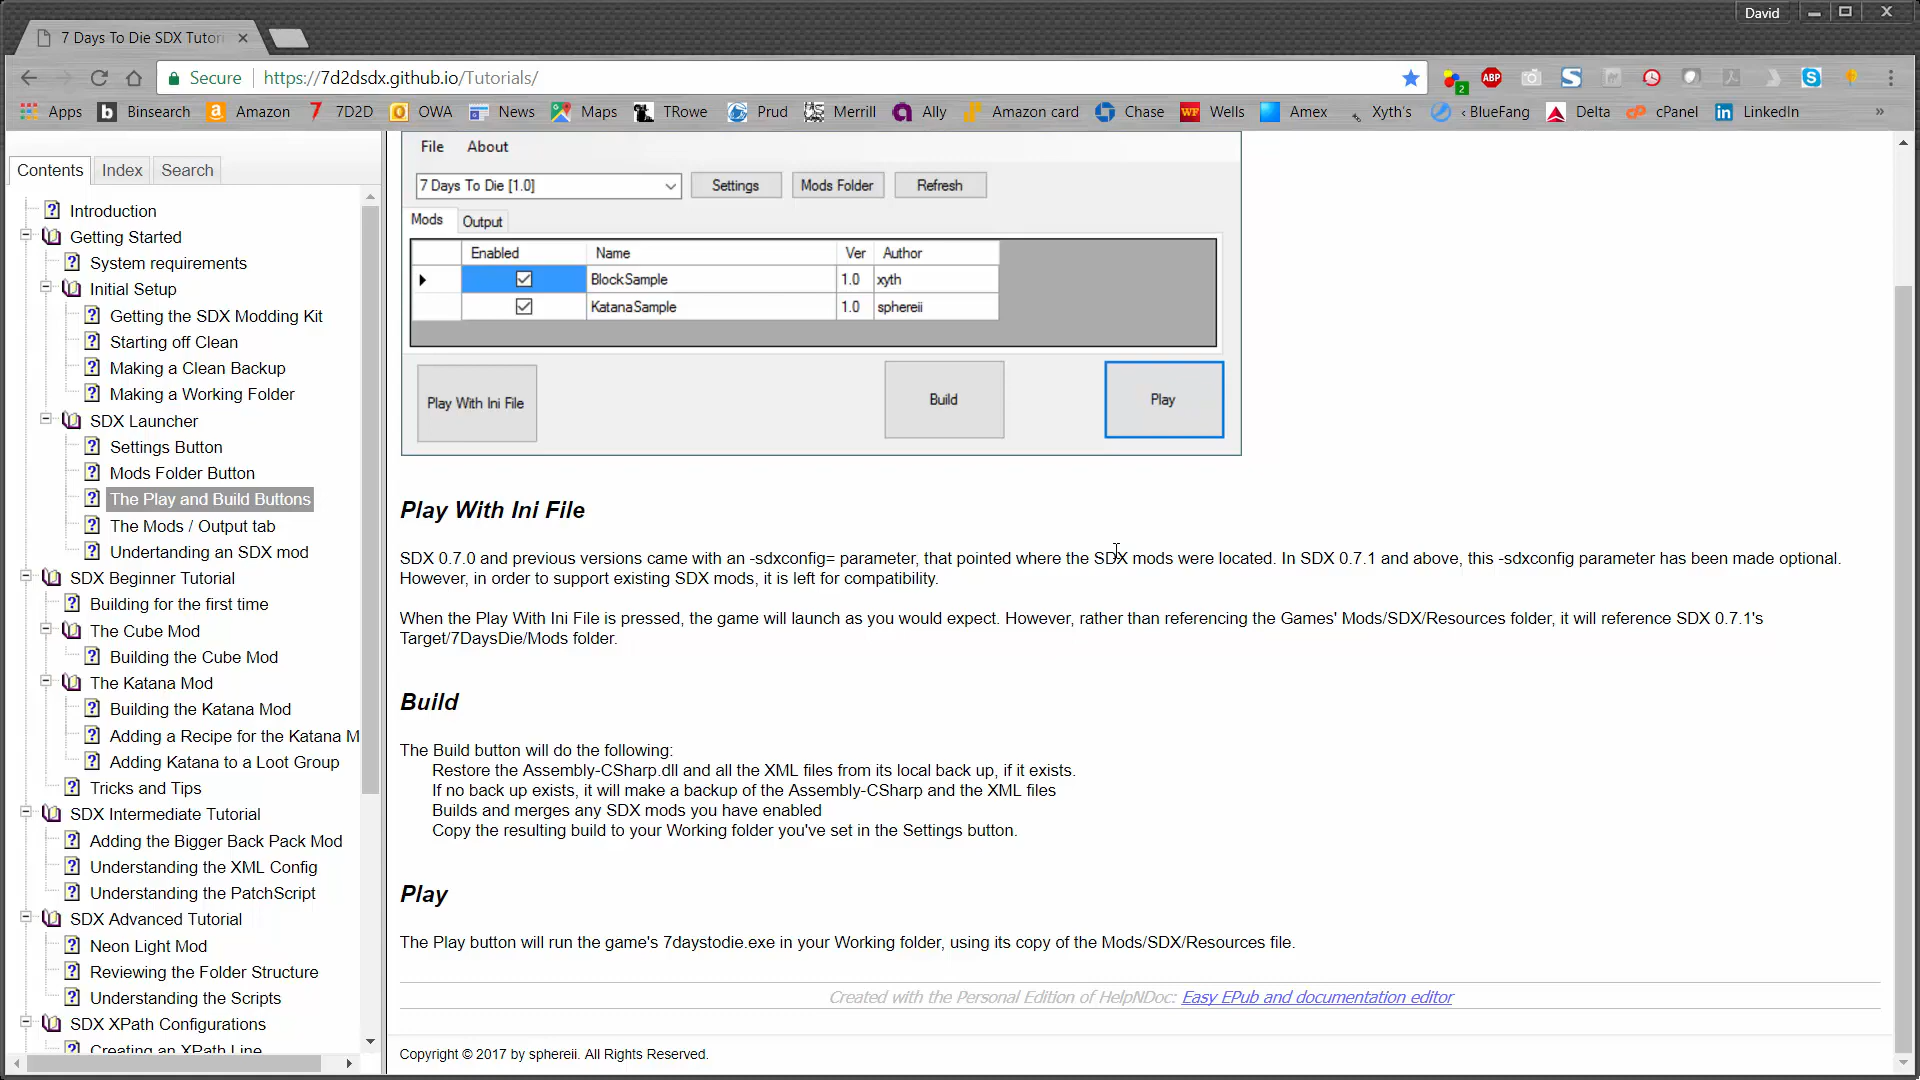 David
7 Days To Die SDX Tutori
Secure https://7d2dsdx.github.io/Tutorials/
ABP 2
Apps Binsearch Amazon 7D2D OWA News Maps TRowe Prud Merrill Ally Amazon card Chase Wells Amex Xyth's ‹ BlueFang Delta cPanel LinkedIn »
Contents Index Search
Introduction
Getting Started
System requirements
Initial Setup
Getting the SDX Modding Kit
Starting off Clean
Making a Clean Backup
Making a Working Folder
SDX Launcher
Settings Button
Mods Folder Button
The Play and Build Buttons
The Mods / Output tab
Undertanding an SDX mod
SDX Beginner Tutorial
Building for the first time
The Cube Mod
Building the Cube Mod
The Katana Mod
Building the Katana Mod
Adding a Recipe for the Katana M
Adding Katana to a Loot Group
Tricks and Tips
SDX Intermediate Tutorial
Adding the Bigger Back Pack Mod
Understanding the XML Config
Understanding the PatchScript
SDX Advanced Tutorial
Neon Light Mod
Reviewing the Folder Structure
Understanding the Scripts
SDX XPath Configurations
Creating an XPath Line
File About
7 Days To Die [1.0] Settings Mods Folder Refresh
Mods Output
Enabled Name Ver Author
BlockSample 1.0 xyth
KatanaSample 1.0 sphereii
Play With Ini File Build Play
Play With Ini File
SDX 0.7.0 and previous versions came with an -sdxconfig= parameter, that pointed where the SDX mods were located. In SDX 0.7.1 and above, this -sdxconfig parameter has been made optional.
However, in order to support existing SDX mods, it is left for compatibility.
When the Play With Ini File is pressed, the game will launch as you would expect. However, rather than referencing the Games' Mods/SDX/Resources folder, it will reference SDX 0.7.1's
Target/7DaysDie/Mods folder.
Build
The Build button will do the following:
Restore the Assembly-CSharp.dll and all the XML files from its local back up, if it exists.
If no back up exists, it will make a backup of the Assembly-CSharp and the XML files
Builds and merges any SDX mods you have enabled
Copy the resulting build to your Working folder you've set in the Settings button.
Play
The Play button will run the game's 7daystodie.exe in your Working folder, using its copy of the Mods/SDX/Resources file.
Created with the Personal Edition of HelpNDoc: Easy EPub and documentation editor
Copyright © 2017 by sphereii. All Rights Reserved.